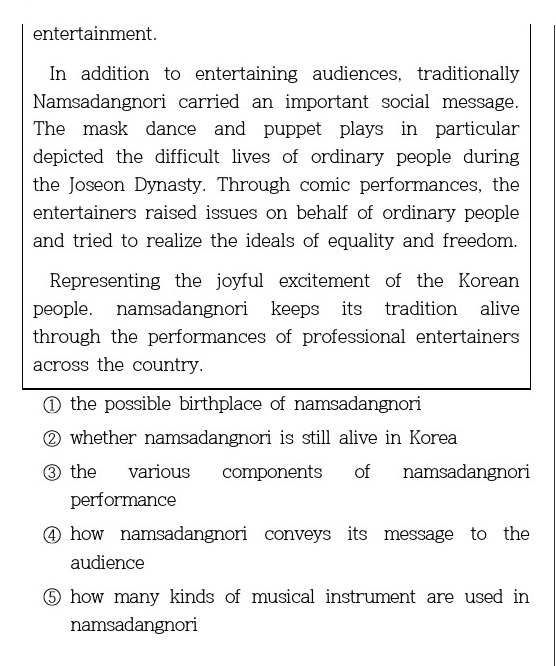 entertainment.
In addition to entertaining audiences, traditionally
Namsadangnori carried an important social message.
The mask dance and puppet plays in particular
depicted the difficult lives of ordinary people during
the Joseon Dynasty. Through comic performances, the
entertainers raised issues on behalf of ordinary people
and tried to realize the ideals of equality and freedom.
Representing the joyful excitement of the Korean
people. namsadangnori keeps its tradition alive
through the performances of professional entertainers
across the country.
① the possible birthplace of namsadangnori
② whether namsadangnori is still alive in Korea
③ the various components of namsadangnori
performance
④ how namsadangnori conveys its message to the
audience
⑤ how many kinds of musical instrument are used in
namsadangnori